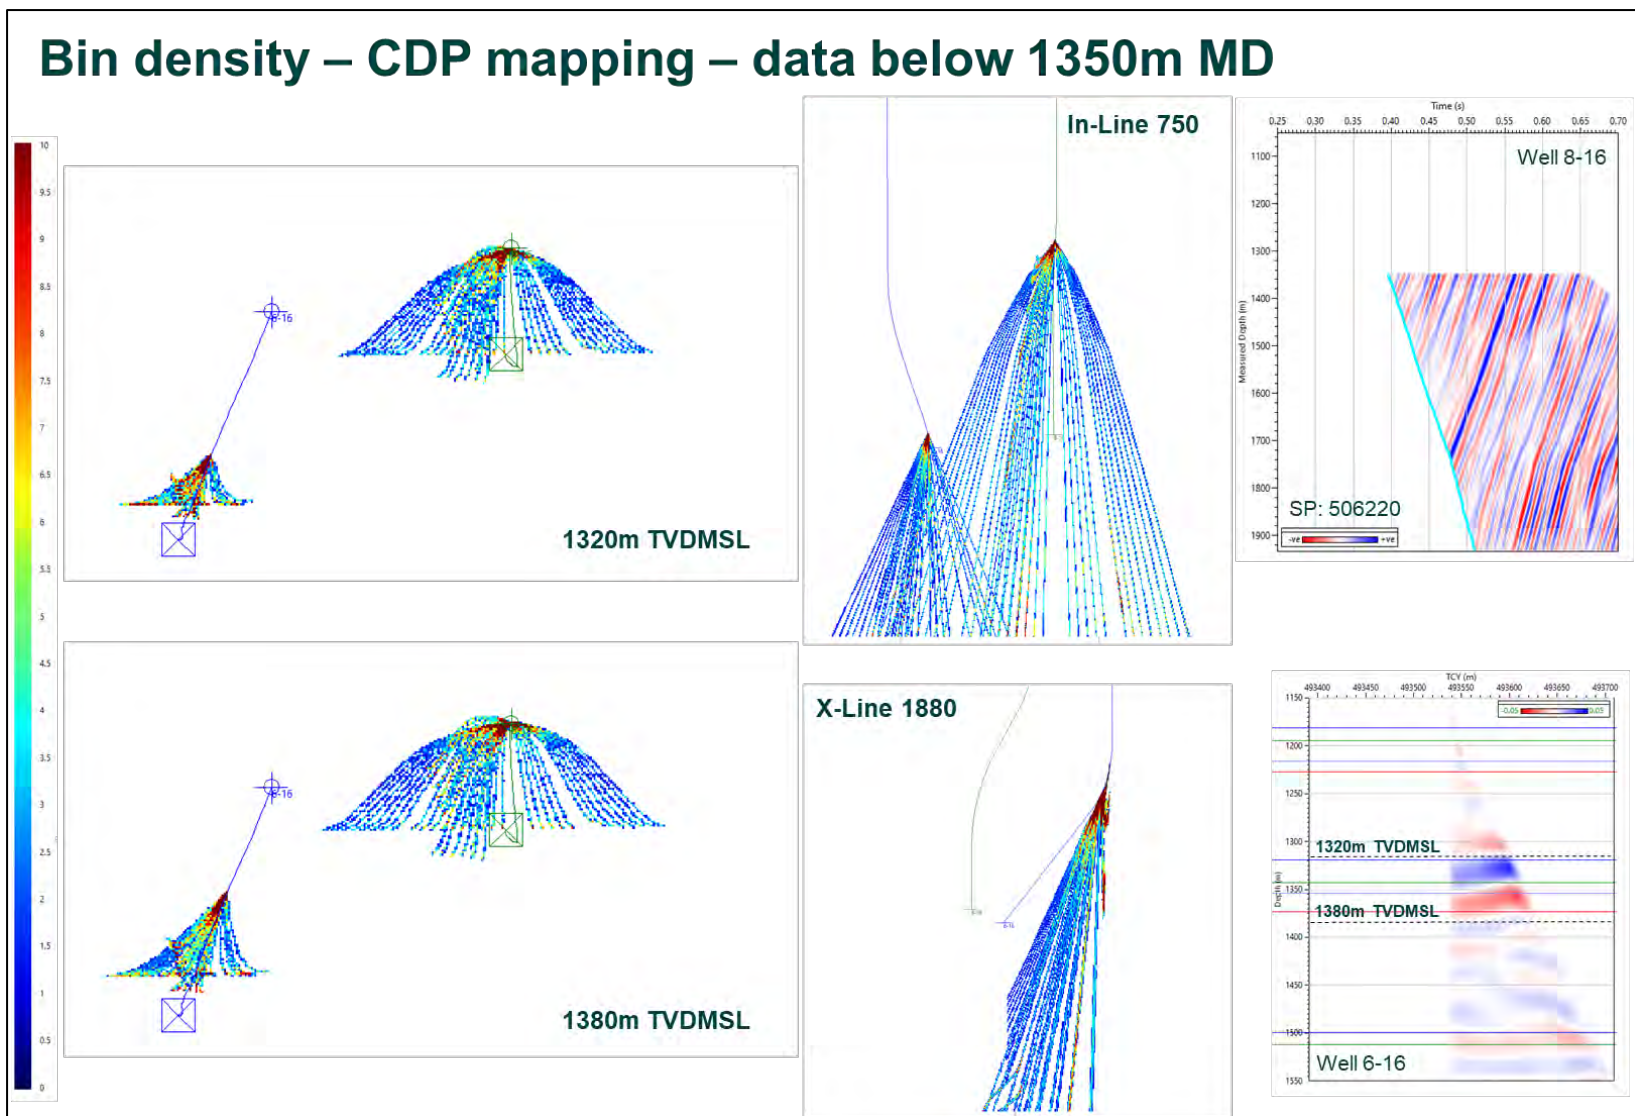 Bin density – CDP mapping – data below 1350m MD
10
9.5
9
8.5
8
7.5
7
6.5
6
5.5
5
4.5
4
3.5
3
2.5
2
1.5
1
0.5
0
1320m TVDMSL
1380m TVDMSL
In-Line 750
X-Line 1880
Time (s)
0.25 0.30 0.35 0.40 0.45 0.50 0.55 0.60 0.65 0.70
Well 8-16
Measured Depth (m)
1100
1200
1300
1400
1500
1600
1700
1800
1900
SP: 506220
-ve +ve
TCY (m)
493400 493450 493500 493550 493600 493650 493700
-0.05 0.05
Depth (m)
1150
1200
1250
1300
1320m TVDMSL
1350
1380m TVDMSL
1400
1450
1500
1550
Well 6-16